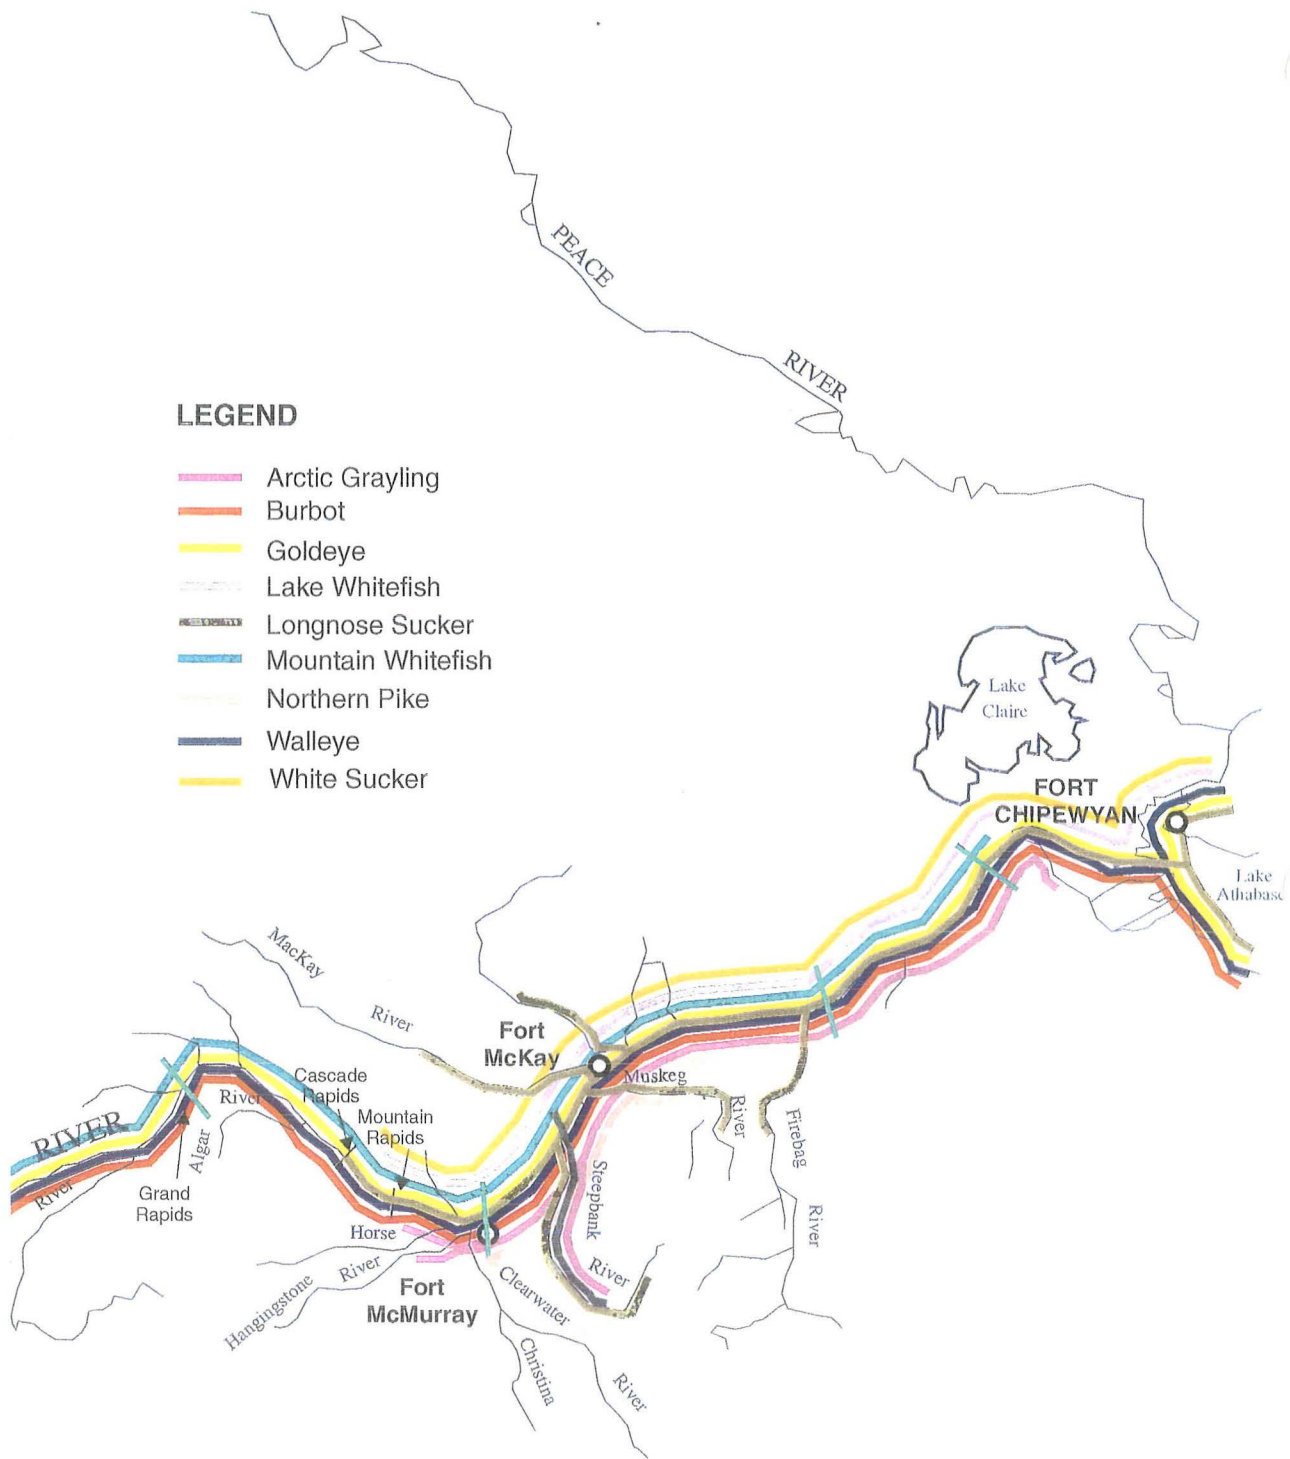 PEACE
RIVER
LEGEND
Arctic Grayling
Burbot
Goldeye
Lake Whitefish
Longnose Sucker
Mountain Whitefish
Northern Pike
Walleye
White Sucker
Lake
Claire
FORT
CHIPEWYAN
Lake
Athabasc
MacKay
River
Fort
McKay
Muskeg
River
Firebag
River
Cascade
Rapids
Mountain
Rapids
River
Algar
RIVER
River
Grand
Rapids
Steepbank
River
Horse
River
Hangingstone
Fort
McMurray
Clearwater
River
Christina